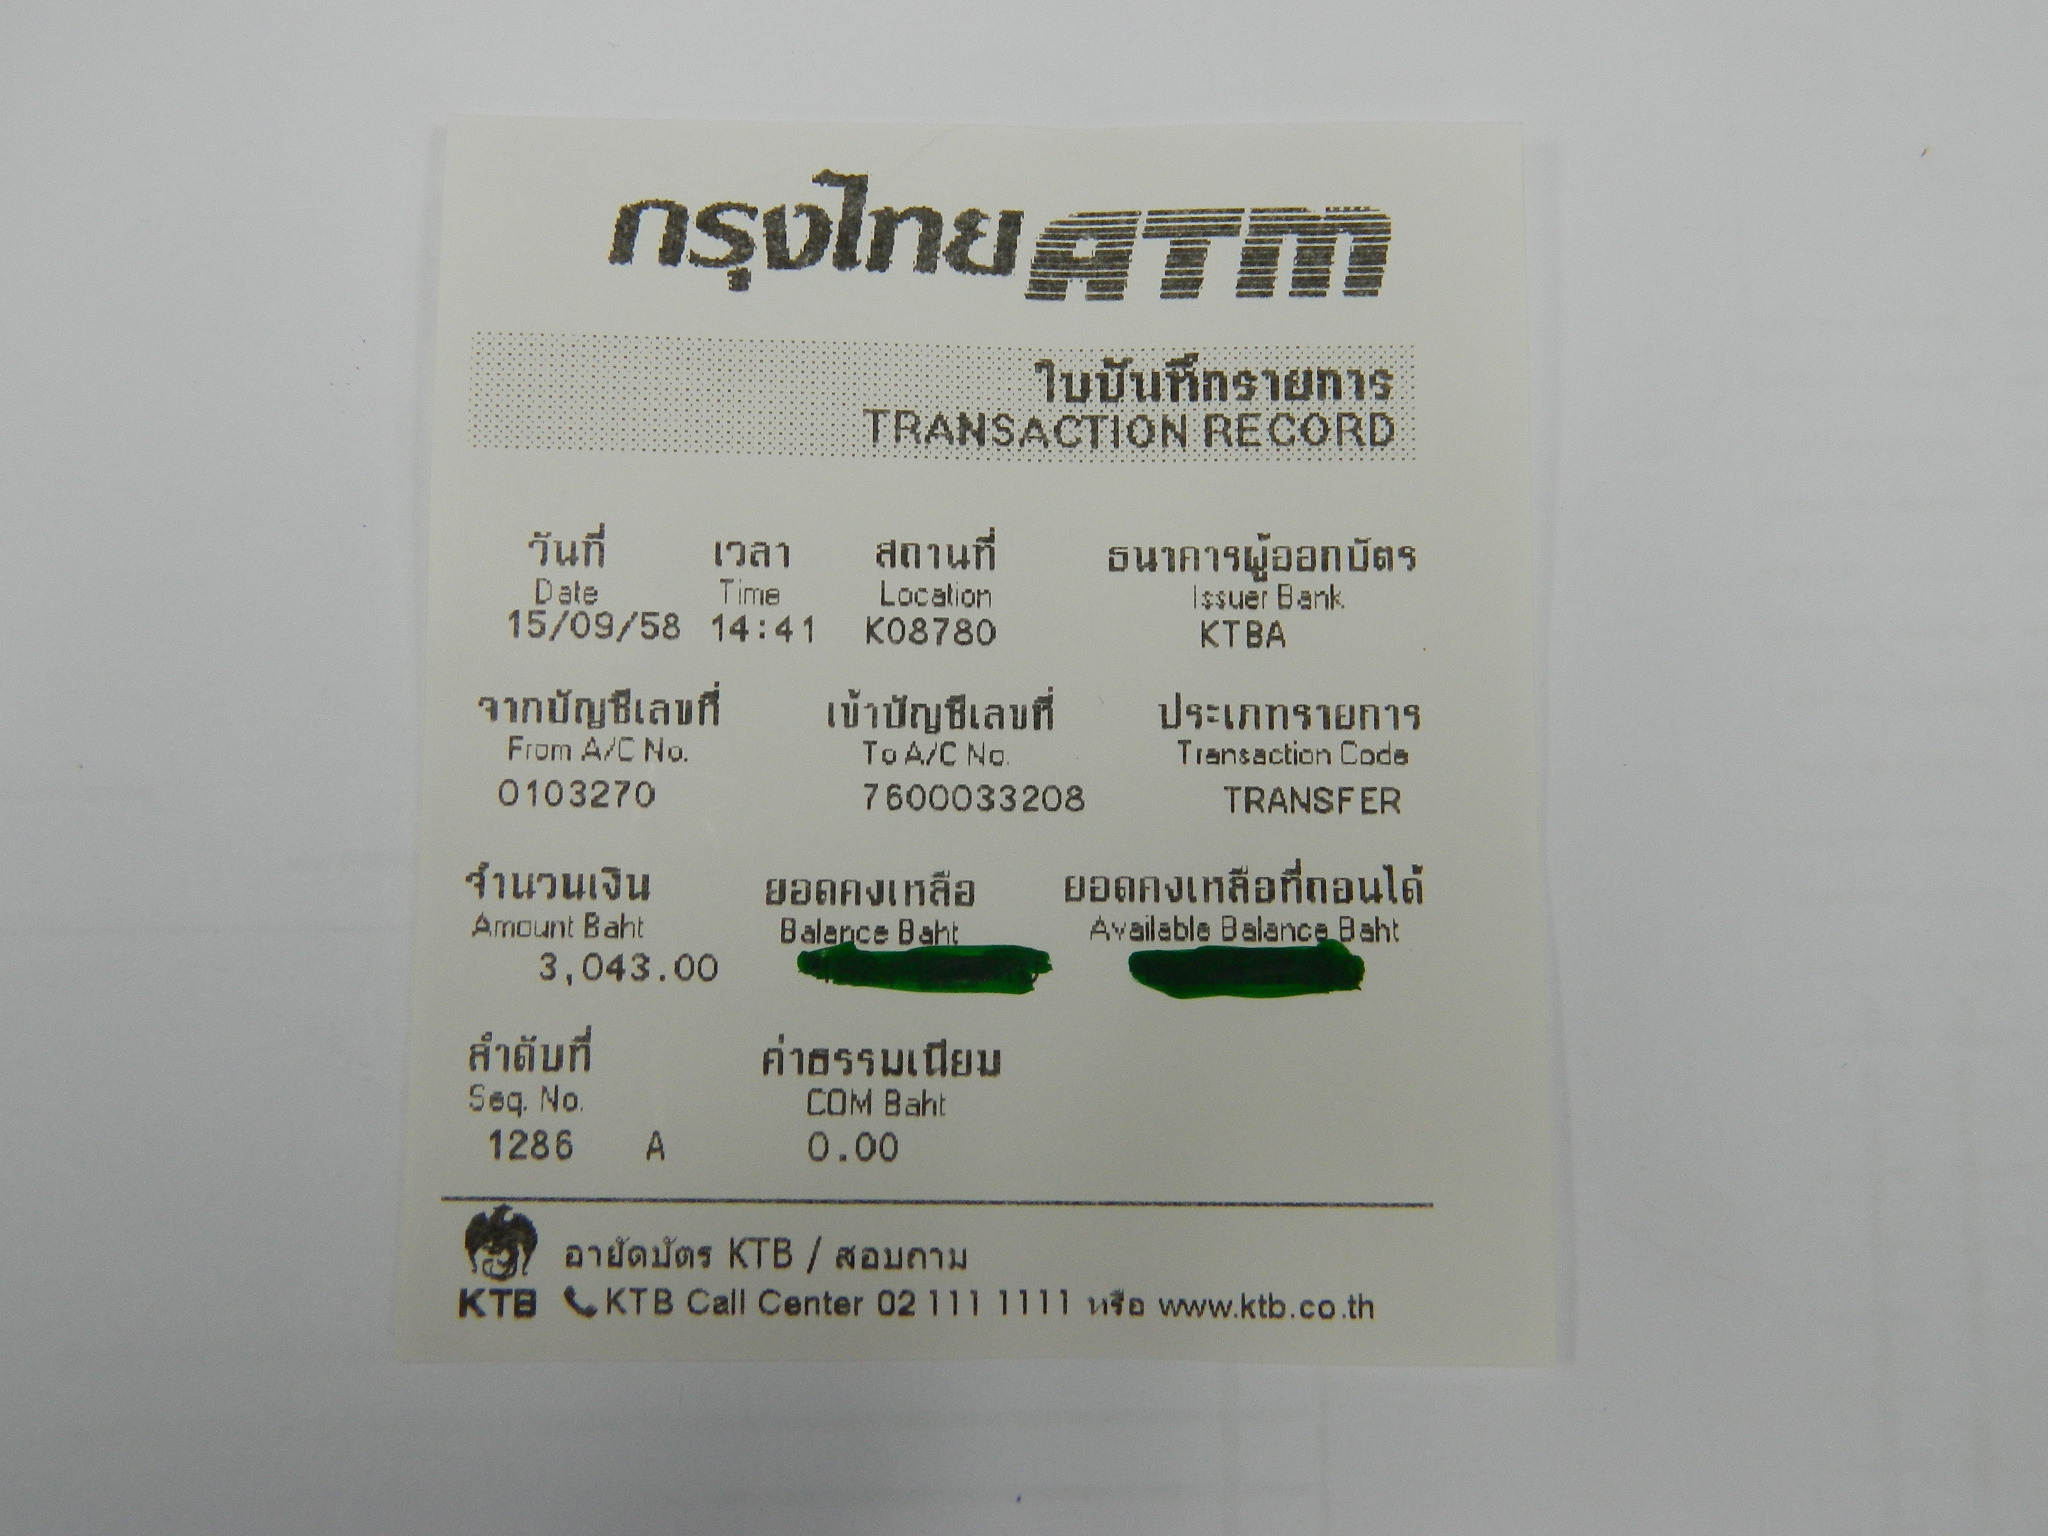 กรุงไทย ATM
ใบบันทึกรายการ
TRANSACTION RECORD
วันที่ เวลา สถานที่ ธนาคารผู้ออกบัตร
Date Time Location Issuer Bank
15/09/58 14:41 K08780 KTBA
จากบัญชีเลขที่ เข้าบัญชีเลขที่ ประเภทรายการ
From A/C No. To A/C No. Transaction Code
0103270 7600033208 TRANSFER
จำนวนเงิน ยอดคงเหลือ ยอดคงเหลือที่ถอนได้
Amount Baht Balance Baht Available Balance Baht
3,043.00
ลำดับที่ ค่าธรรมเนียม
Seq. No. COM Baht
1286 A 0.00
อายัดบัตร KTB / สอบถาม
KTB KTB Call Center 02 111 1111 หรือ www.ktb.co.th